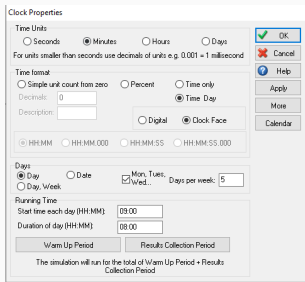 Clock Properties
Time Units
Seconds Minutes Hours Days
For units smaller than seconds use decimals of units e.g. 0.001 = 1 millisecond
OK
Cancel
Help
Apply
More
Calendar
Time format
Simple unit count from zero Percent Time only
Decimals: 0 Time Day
Description:
Digital Clock Face
HH:MM HH:MM.000 HH:MM:SS HH:MM:SS.000
Days
Day Date Mon, Tues, Wed... Days per week: 5
Day, Week
Running Time
Start time each day (HH:MM): 09:00
Duration of day (HH:MM): 08:00
Warm Up Period Results Collection Period
The simulation will run for the total of Warm Up Period + Results
Collection Period